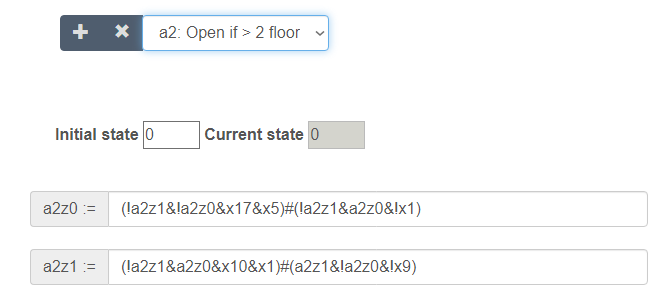 a2: Open if > 2 floor
Initial state 0 Current state 0
a2z0 := (!a2z1&!a2z0&x17&x5)#(!a2z1&a2z0&!x1)
a2z1 := (!a2z1&a2z0&x10&x1)#(a2z1&!a2z0&!x9)